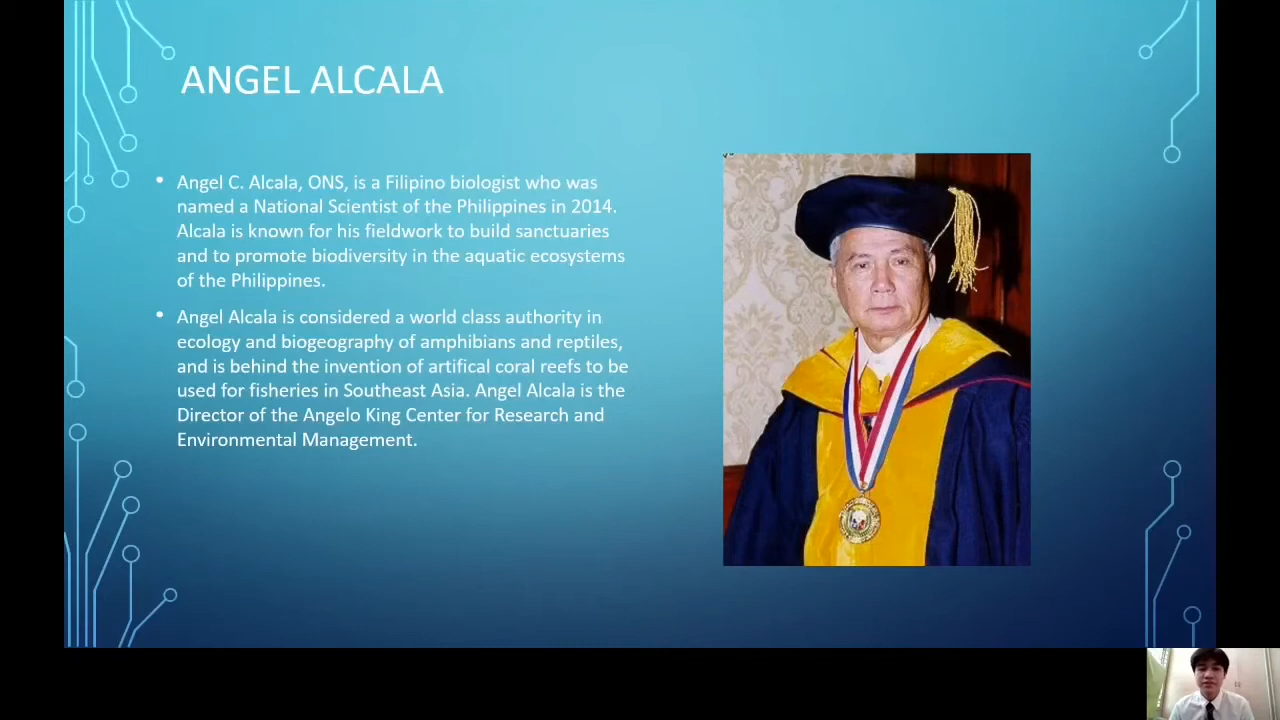 ANGEL ALCALA
• Angel C. Alcala, ONS, is a Filipino biologist who was
named a National Scientist of the Philippines in 2014.
Alcala is known for his fieldwork to build sanctuaries
and to promote biodiversity in the aquatic ecosystems
of the Philippines.
• Angel Alcala is considered a world class authority in
ecology and biogeography of amphibians and reptiles,
and is behind the invention of artifical coral reefs to be
used for fisheries in Southeast Asia. Angel Alcala is the
Director of the Angelo King Center for Research and
Environmental Management.